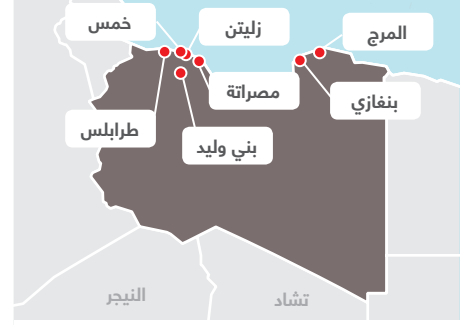 خمس
زليتن
المرج
مصراتة
بنغازي
طرابلس
بني وليد
النيجر
تشاد